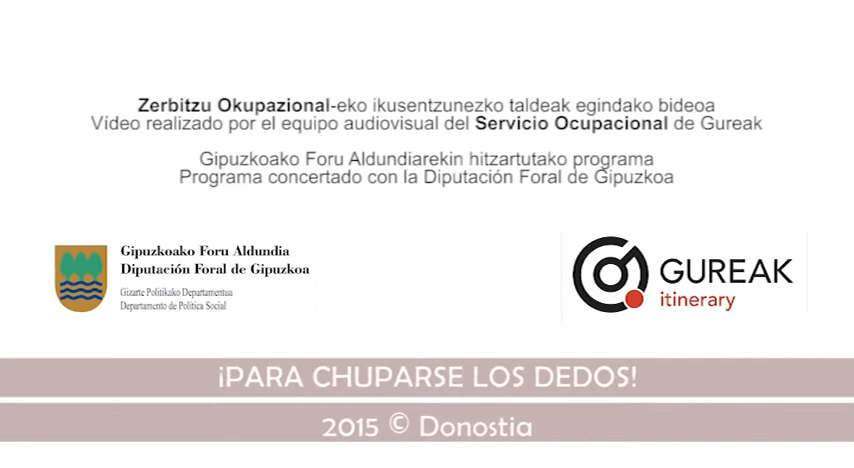 Zerbitzu Okupazional-eko ikusentzunezko taldeak egindako bideoa
Vídeo realizado por el equipo audiovisual del Servicio Ocupacional de Gureak
Gipuzkoako Foru Aldundiarekin hitzartutako programa
Programa concertado con la Diputación Foral de Gipuzkoa
Gipuzkoako Foru Aldundia
Diputación Foral de Gipuzkoa
Gizarte Politikako Departamentua
Departamento de Política Social
GUREAK
itinerary
¡PARA CHUPARSE LOS DEDOS!
2015 © Donostia